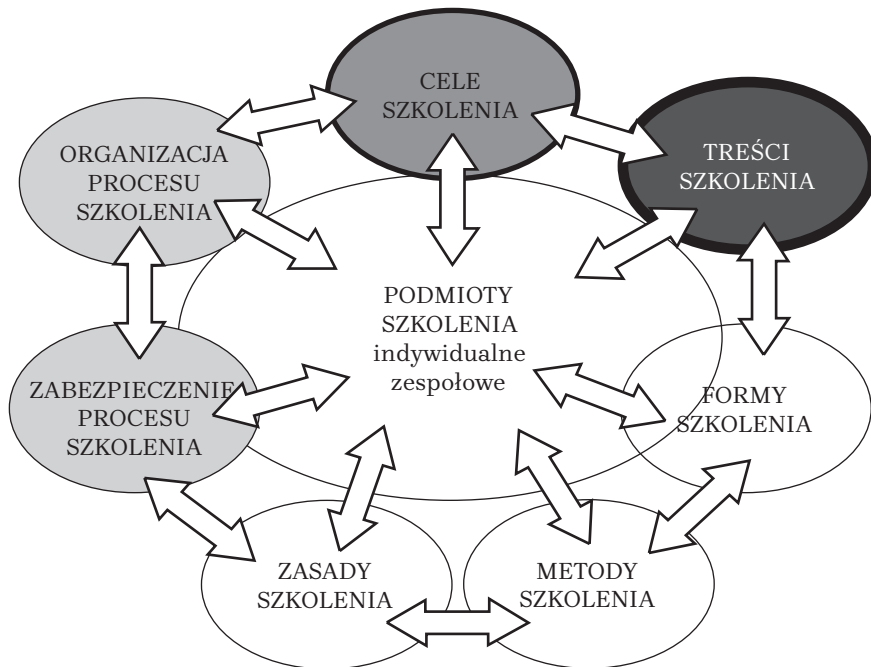 CELE
SZKOLENIA
TREŚCI
SZKOLENIA
ORGANIZACJA
PROCESU
SZKOLENIA
PODMIOTY
SZKOLENIA
indywidualne
zespołowe
ZABEZPIECZENIE
PROCESU
SZKOLENIA
FORMY
SZKOLENIA
ZASADY
SZKOLENIA
METODY
SZKOLENIA